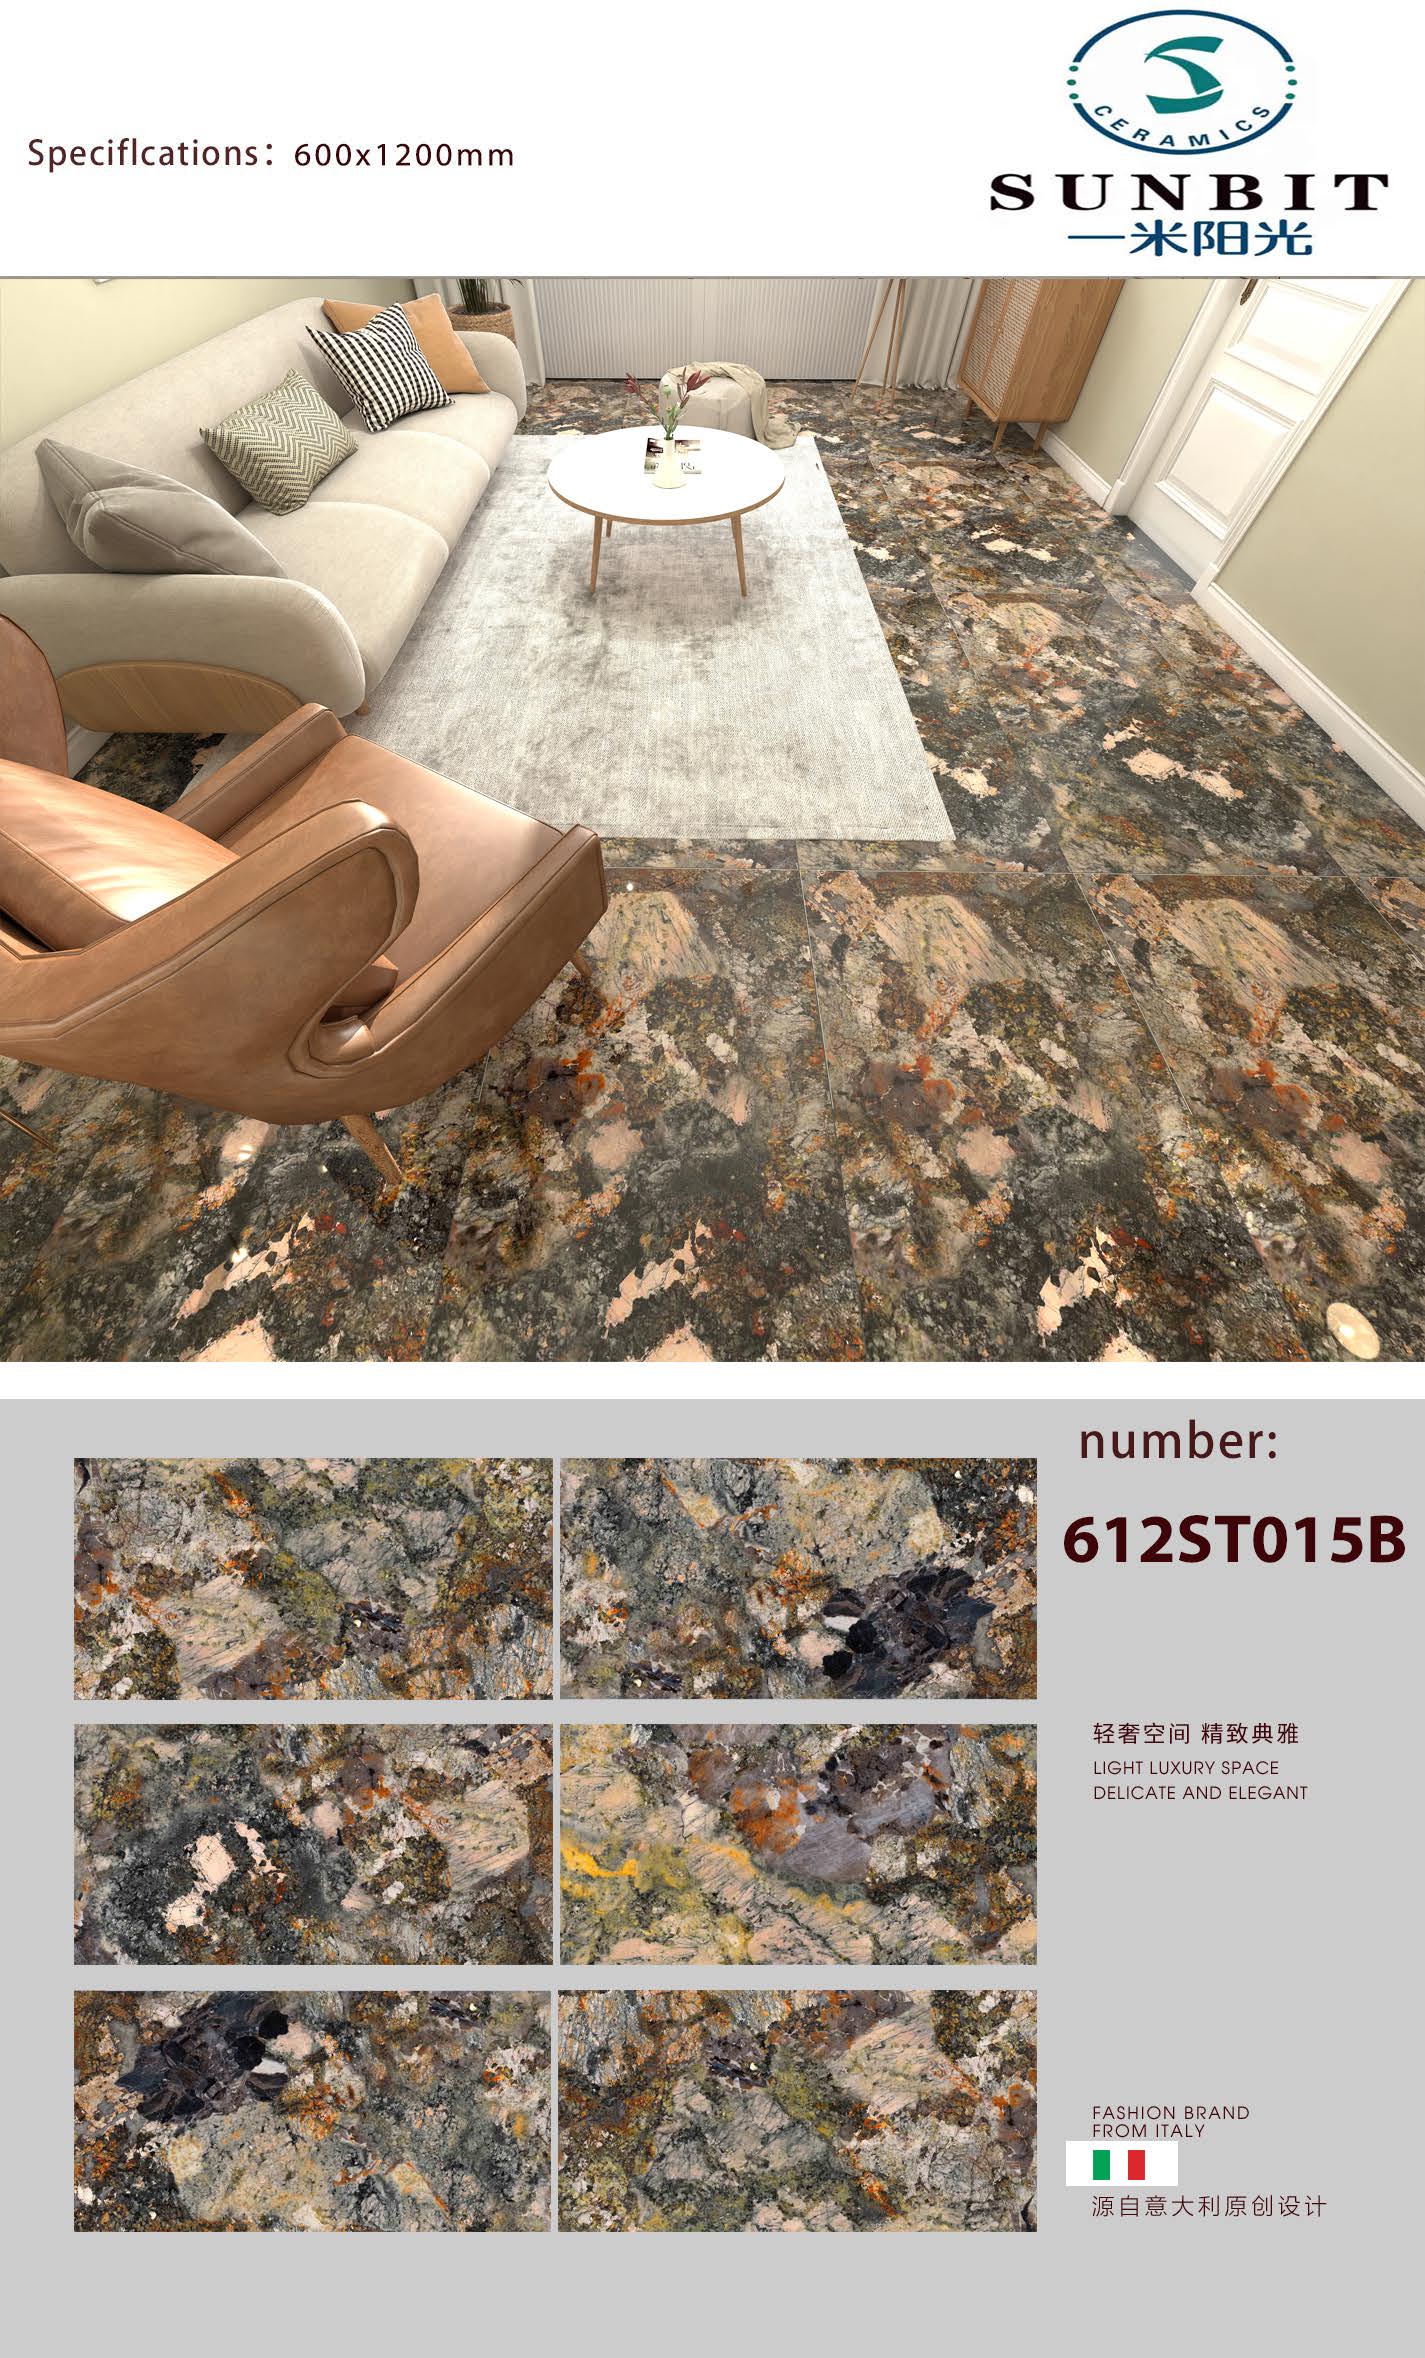 CERAMICS
SUNBIT
一米阳光
Speciflcations：600x1200mm
number:
612ST015B
轻奢空间 精致典雅
LIGHT LUXURY SPACE
DELICATE AND ELEGANT
FASHION BRAND
FROM ITALY
源自意大利原创设计